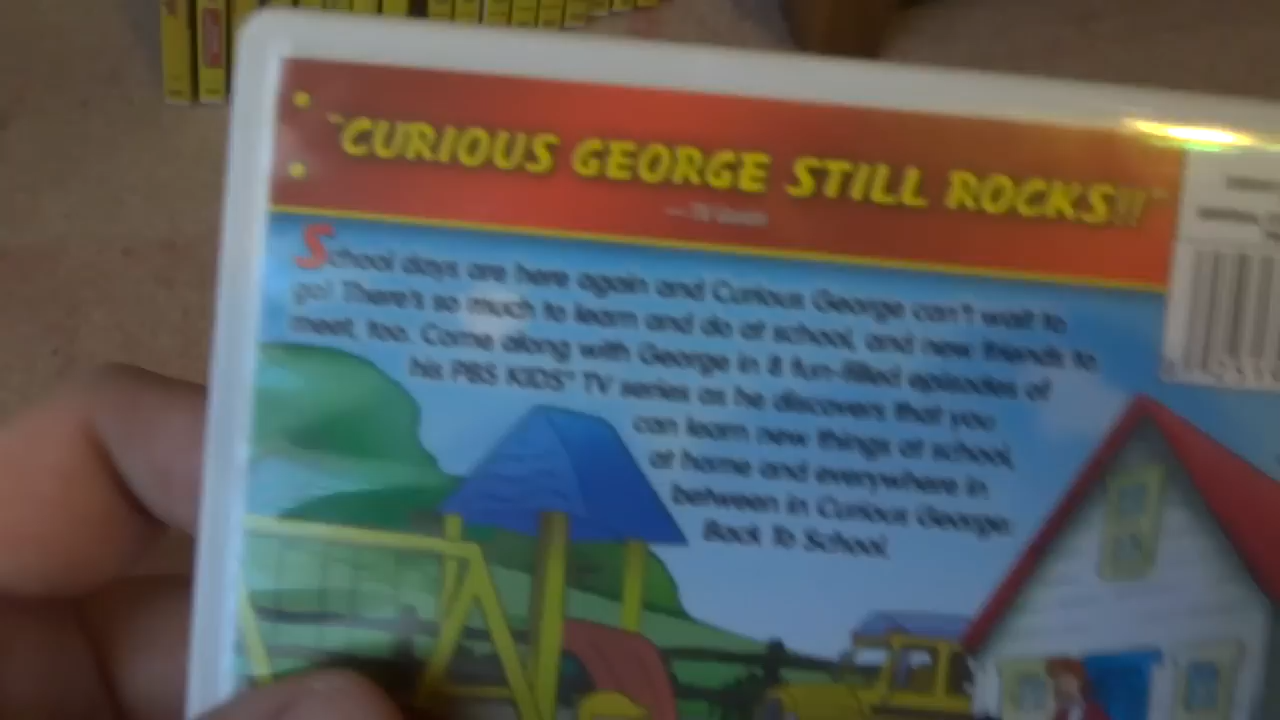 "CURIOUS GEORGE STILL ROCKS!!"
— TV Guide
School days are here again and Curious George can't wait to
go! There's so much to learn and do at school, and new friends to
meet, too. Come along with George in 8 fun-filled episodes of
his PBS KIDS® TV series as he discovers that you
can learn new things at school,
at home and everywhere in
between in Curious George:
Back To School.